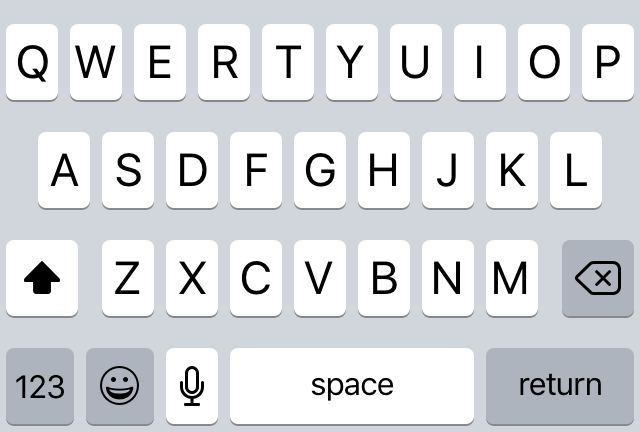 Q W E R T Y U I O P
A S D F G H J K L
Z X C V B N M
123 space return